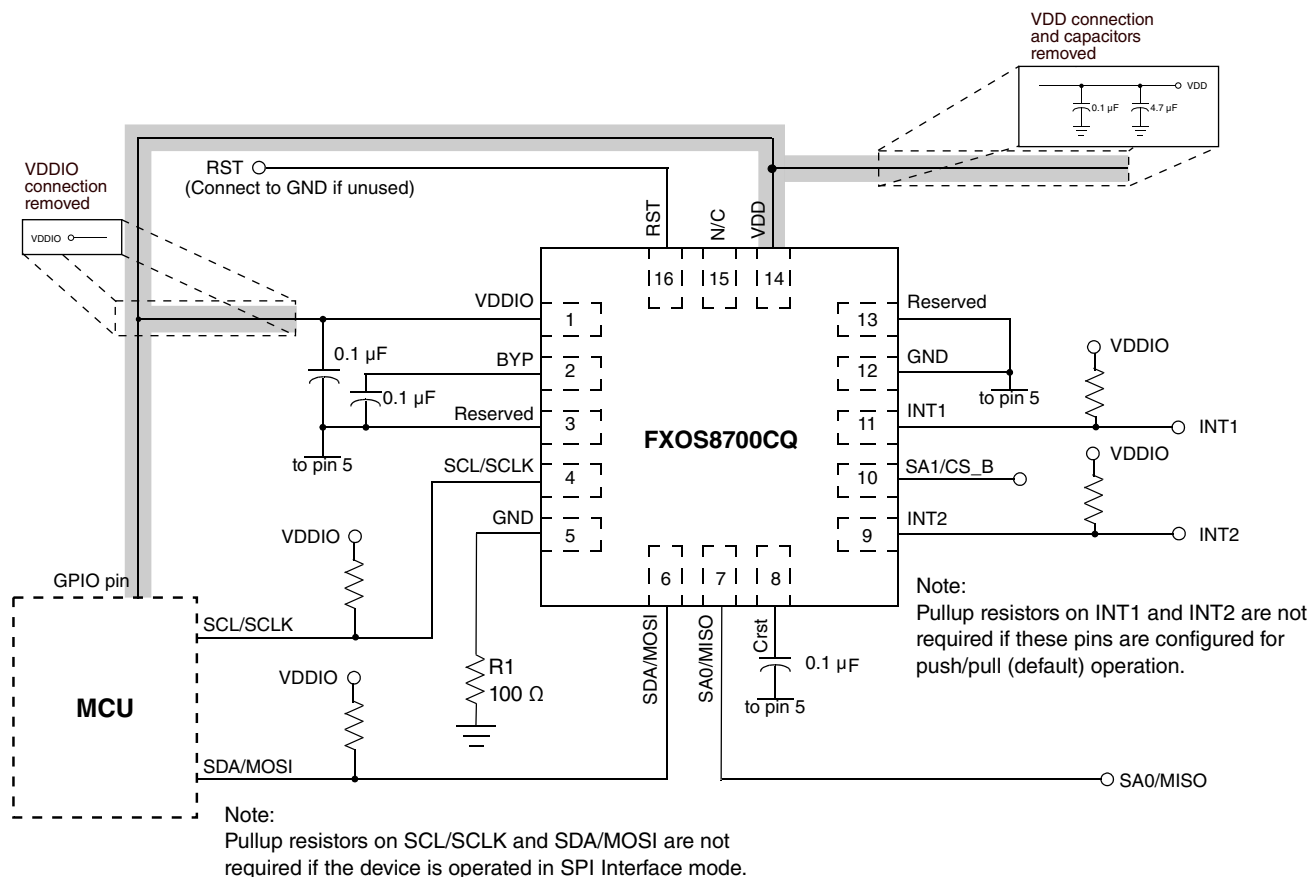 VDD connection
and capacitors
removed
VDD
0.1 µF
4.7 µF
VDDIO
connection
removed
VDDIO
RST
(Connect to GND if unused)
RST
N/C
VDD
16
15
14
VDDIO
1
0.1 µF
BYP
2
0.1 µF
Reserved
3
to pin 5
SCL/SCLK
4
GND
5
FXOS8700CQ
Reserved
13
GND
12
to pin 5
VDDIO
INT1
11
INT1
VDDIO
SA1/CS_B
10
INT2
9
INT2
6
7
8
SDA/MOSI
SA0/MISO
Crst
0.1 µF
to pin 5
Note:
Pullup resistors on INT1 and INT2 are not
required if these pins are configured for
push/pull (default) operation.
VDDIO
GPIO pin
SCL/SCLK
R1
100 Ω
VDDIO
MCU
SDA/MOSI
SA0/MISO
Note:
Pullup resistors on SCL/SCLK and SDA/MOSI are not
required if the device is operated in SPI Interface mode.